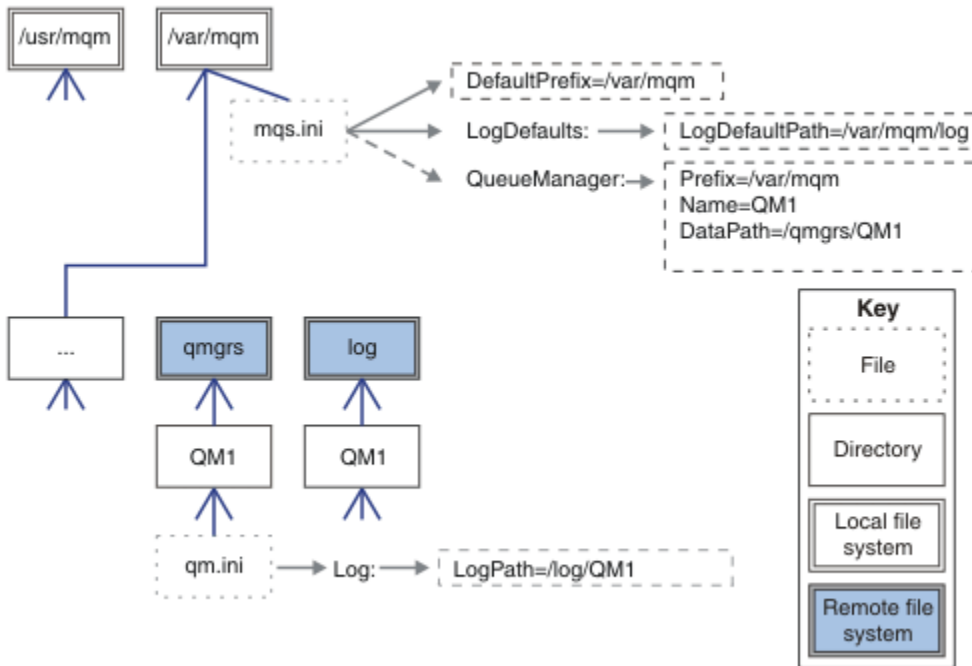 /usr/mqm
/var/mqm
mqs.ini
DefaultPrefix=/var/mqm
LogDefaults:
LogDefaultPath=/var/mqm/log
QueueManager:
Prefix=/var/mqm
Name=QM1
DataPath=/qmgrs/QM1
...
qmgrs
log
QM1
QM1
qm.ini
Log:
LogPath=/log/QM1
Key
File
Directory
Local file
system
Remote file
system